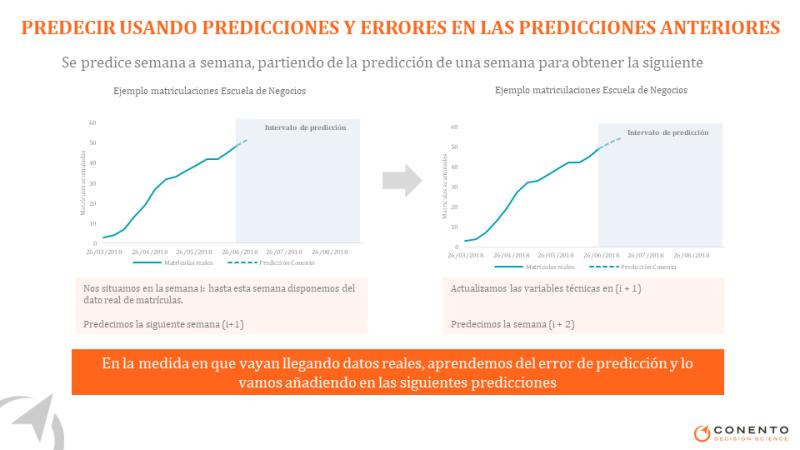 PREDECIR USANDO PREDICCIONES Y ERRORES EN LAS PREDICCIONES ANTERIORES
Se predice semana a semana, partiendo de la predicción de una semana para obtener la siguiente
Ejemplo matriculaciones Escuela de Negocios
Intervalo de predicción
Matrículas acumuladas
60
50
40
30
20
10
0
26/03/2018 26/04/2018 26/05/2018 26/06/2018 26/07/2018 26/08/2018
Matrículas reales Predicción Conento
Nos situamos en la semana i: hasta esta semana disponemos del
dato real de matrículas.
Predecimos la siguiente semana (i+1)
Ejemplo matriculaciones Escuela de Negocios
Intervalo de predicción
Matrículas acumuladas
60
50
40
30
20
10
0
26/03/2018 26/04/2018 26/05/2018 26/06/2018 26/07/2018 26/08/2018
Matrículas reales Predicción Conento
Actualizamos las variables técnicas en (i + 1)
Predecimos la semana (i + 2)
En la medida en que vayan llegando datos reales, aprendemos del error de predicción y lo
vamos añadiendo en las siguientes predicciones
CONENTO
DECISION SCIENCE